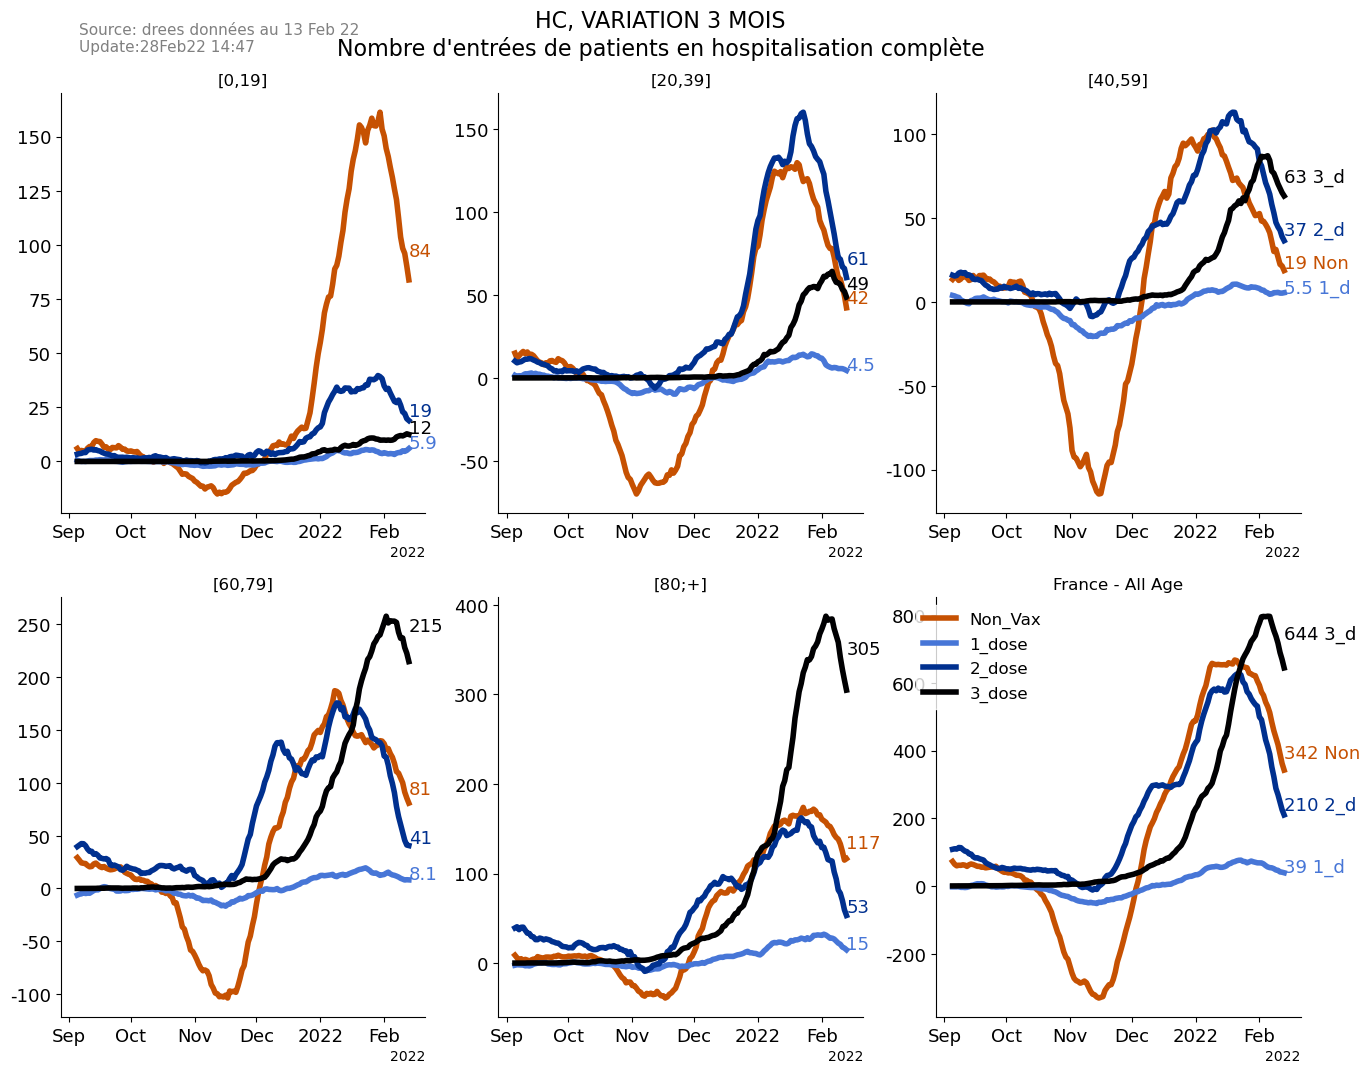 HC, VARIATION 3 MOIS
Source: drees données au 13 Feb 22
Update:28Feb22 14:47
Nombre d'entrées de patients en hospitalisation complète
[0,19]
150
125
100
75
50
25
0
84
19
12
5.9
Sep Oct Nov Dec 2022 Feb
2022
[20,39]
150
100
50
0
-50
61
49
42
4.5
Sep Oct Nov Dec 2022 Feb
2022
[40,59]
100
50
0
-50
-100
63 3_d
37 2_d
19 Non
5.5 1_d
Sep Oct Nov Dec 2022 Feb
2022
[60,79]
250
200
150
100
50
0
-50
-100
215
81
41
8.1
Sep Oct Nov Dec 2022 Feb
2022
[80;+]
400
300
200
100
0
305
117
53
15
Sep Oct Nov Dec 2022 Feb
2022
France - All Age
800
600
400
200
0
-200
Non_Vax
1_dose
2_dose
3_dose
644 3_d
342 Non
210 2_d
39 1_d
Sep Oct Nov Dec 2022 Feb
2022